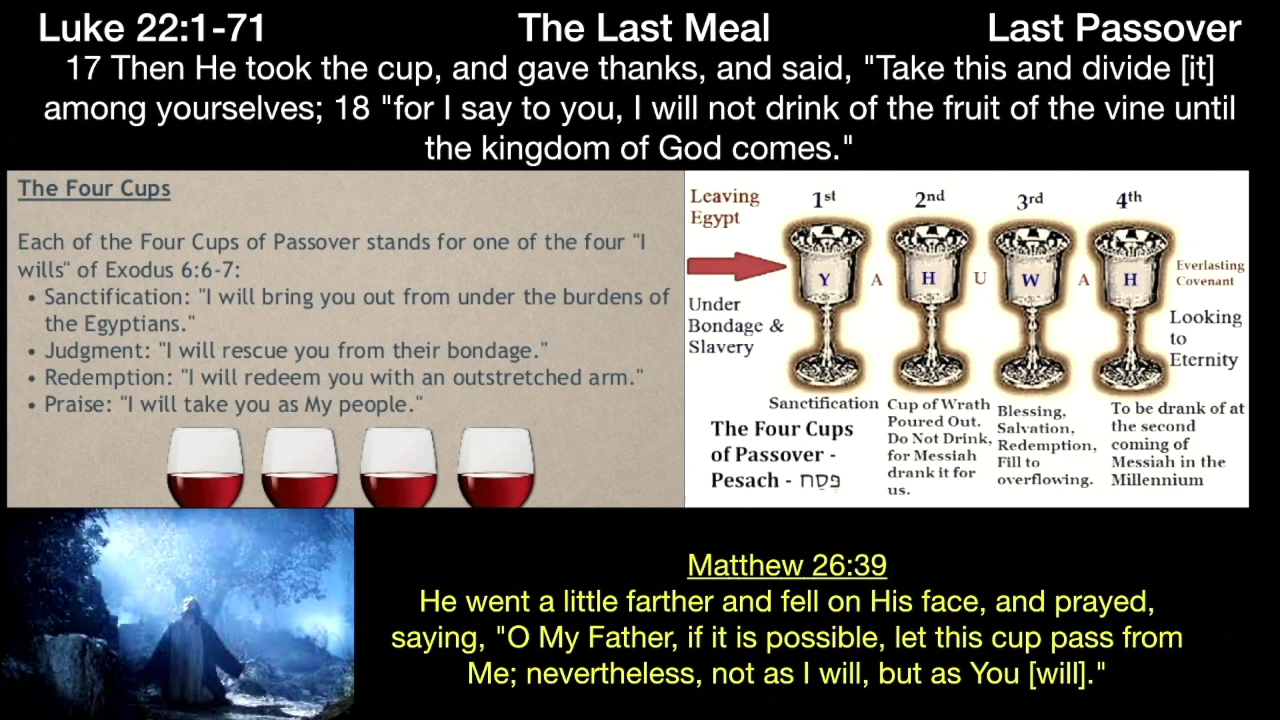 Luke 22:1-71 The Last Meal Last Passover
17 Then He took the cup, and gave thanks, and said, "Take this and divide [it]
among yourselves; 18 "for I say to you, I will not drink of the fruit of the vine until
the kingdom of God comes."
The Four Cups
Each of the Four Cups of Passover stands for one of the four "I
wills" of Exodus 6:6-7:
• Sanctification: "I will bring you out from under the burdens of
the Egyptians."
• Judgment: "I will rescue you from their bondage."
• Redemption: "I will redeem you with an outstretched arm."
• Praise: "I will take you as My people."
Leaving
Egypt
Under
Bondage &
Slavery
1st 2nd 3rd 4th
Y A H U W A H
Everlasting
Covenant
Looking
to
Eternity
Sanctification
Cup of Wrath
Poured Out.
Do Not Drink,
for Messiah
drank it for
us.
Blessing,
Salvation,
Redemption,
Fill to
overflowing.
To be drank of at
the second
coming of
Messiah in the
Millennium
The Four Cups
of Passover -
Pesach - פסח
Matthew 26:39
He went a little farther and fell on His face, and prayed,
saying, "O My Father, if it is possible, let this cup pass from
Me; nevertheless, not as I will, but as You [will]."